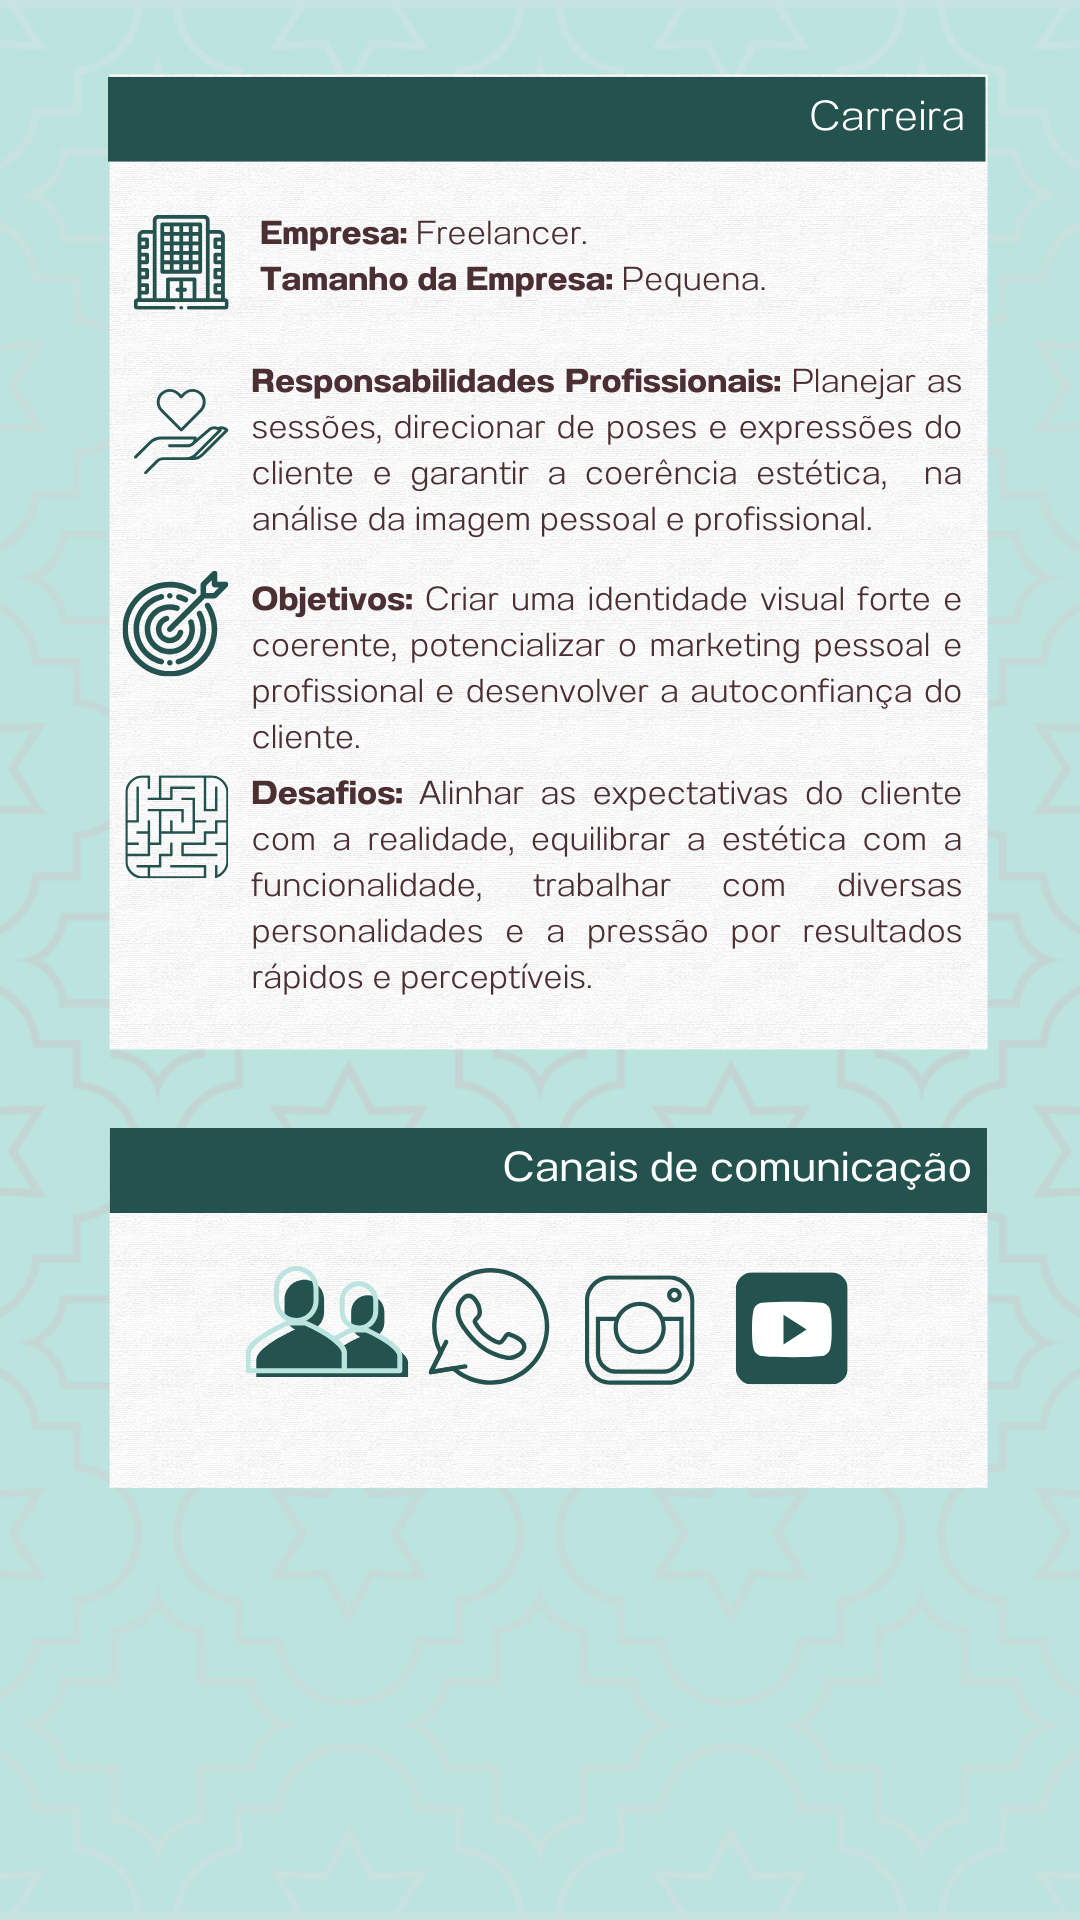 Carreira
Empresa: Freelancer.
Tamanho da Empresa: Pequena.
Responsabilidades Profissionais: Planejar as
sessões, direcionar de poses e expressões do
cliente e garantir a coerência estética, na
análise da imagem pessoal e profissional.
Objetivos: Criar uma identidade visual forte e
coerente, potencializar o marketing pessoal e
profissional e desenvolver a autoconfiança do
cliente.
Desafios: Alinhar as expectativas do cliente
com a realidade, equilibrar a estética com a
funcionalidade, trabalhar com diversas
personalidades e a pressão por resultados
rápidos e perceptíveis.
Canais de comunicação